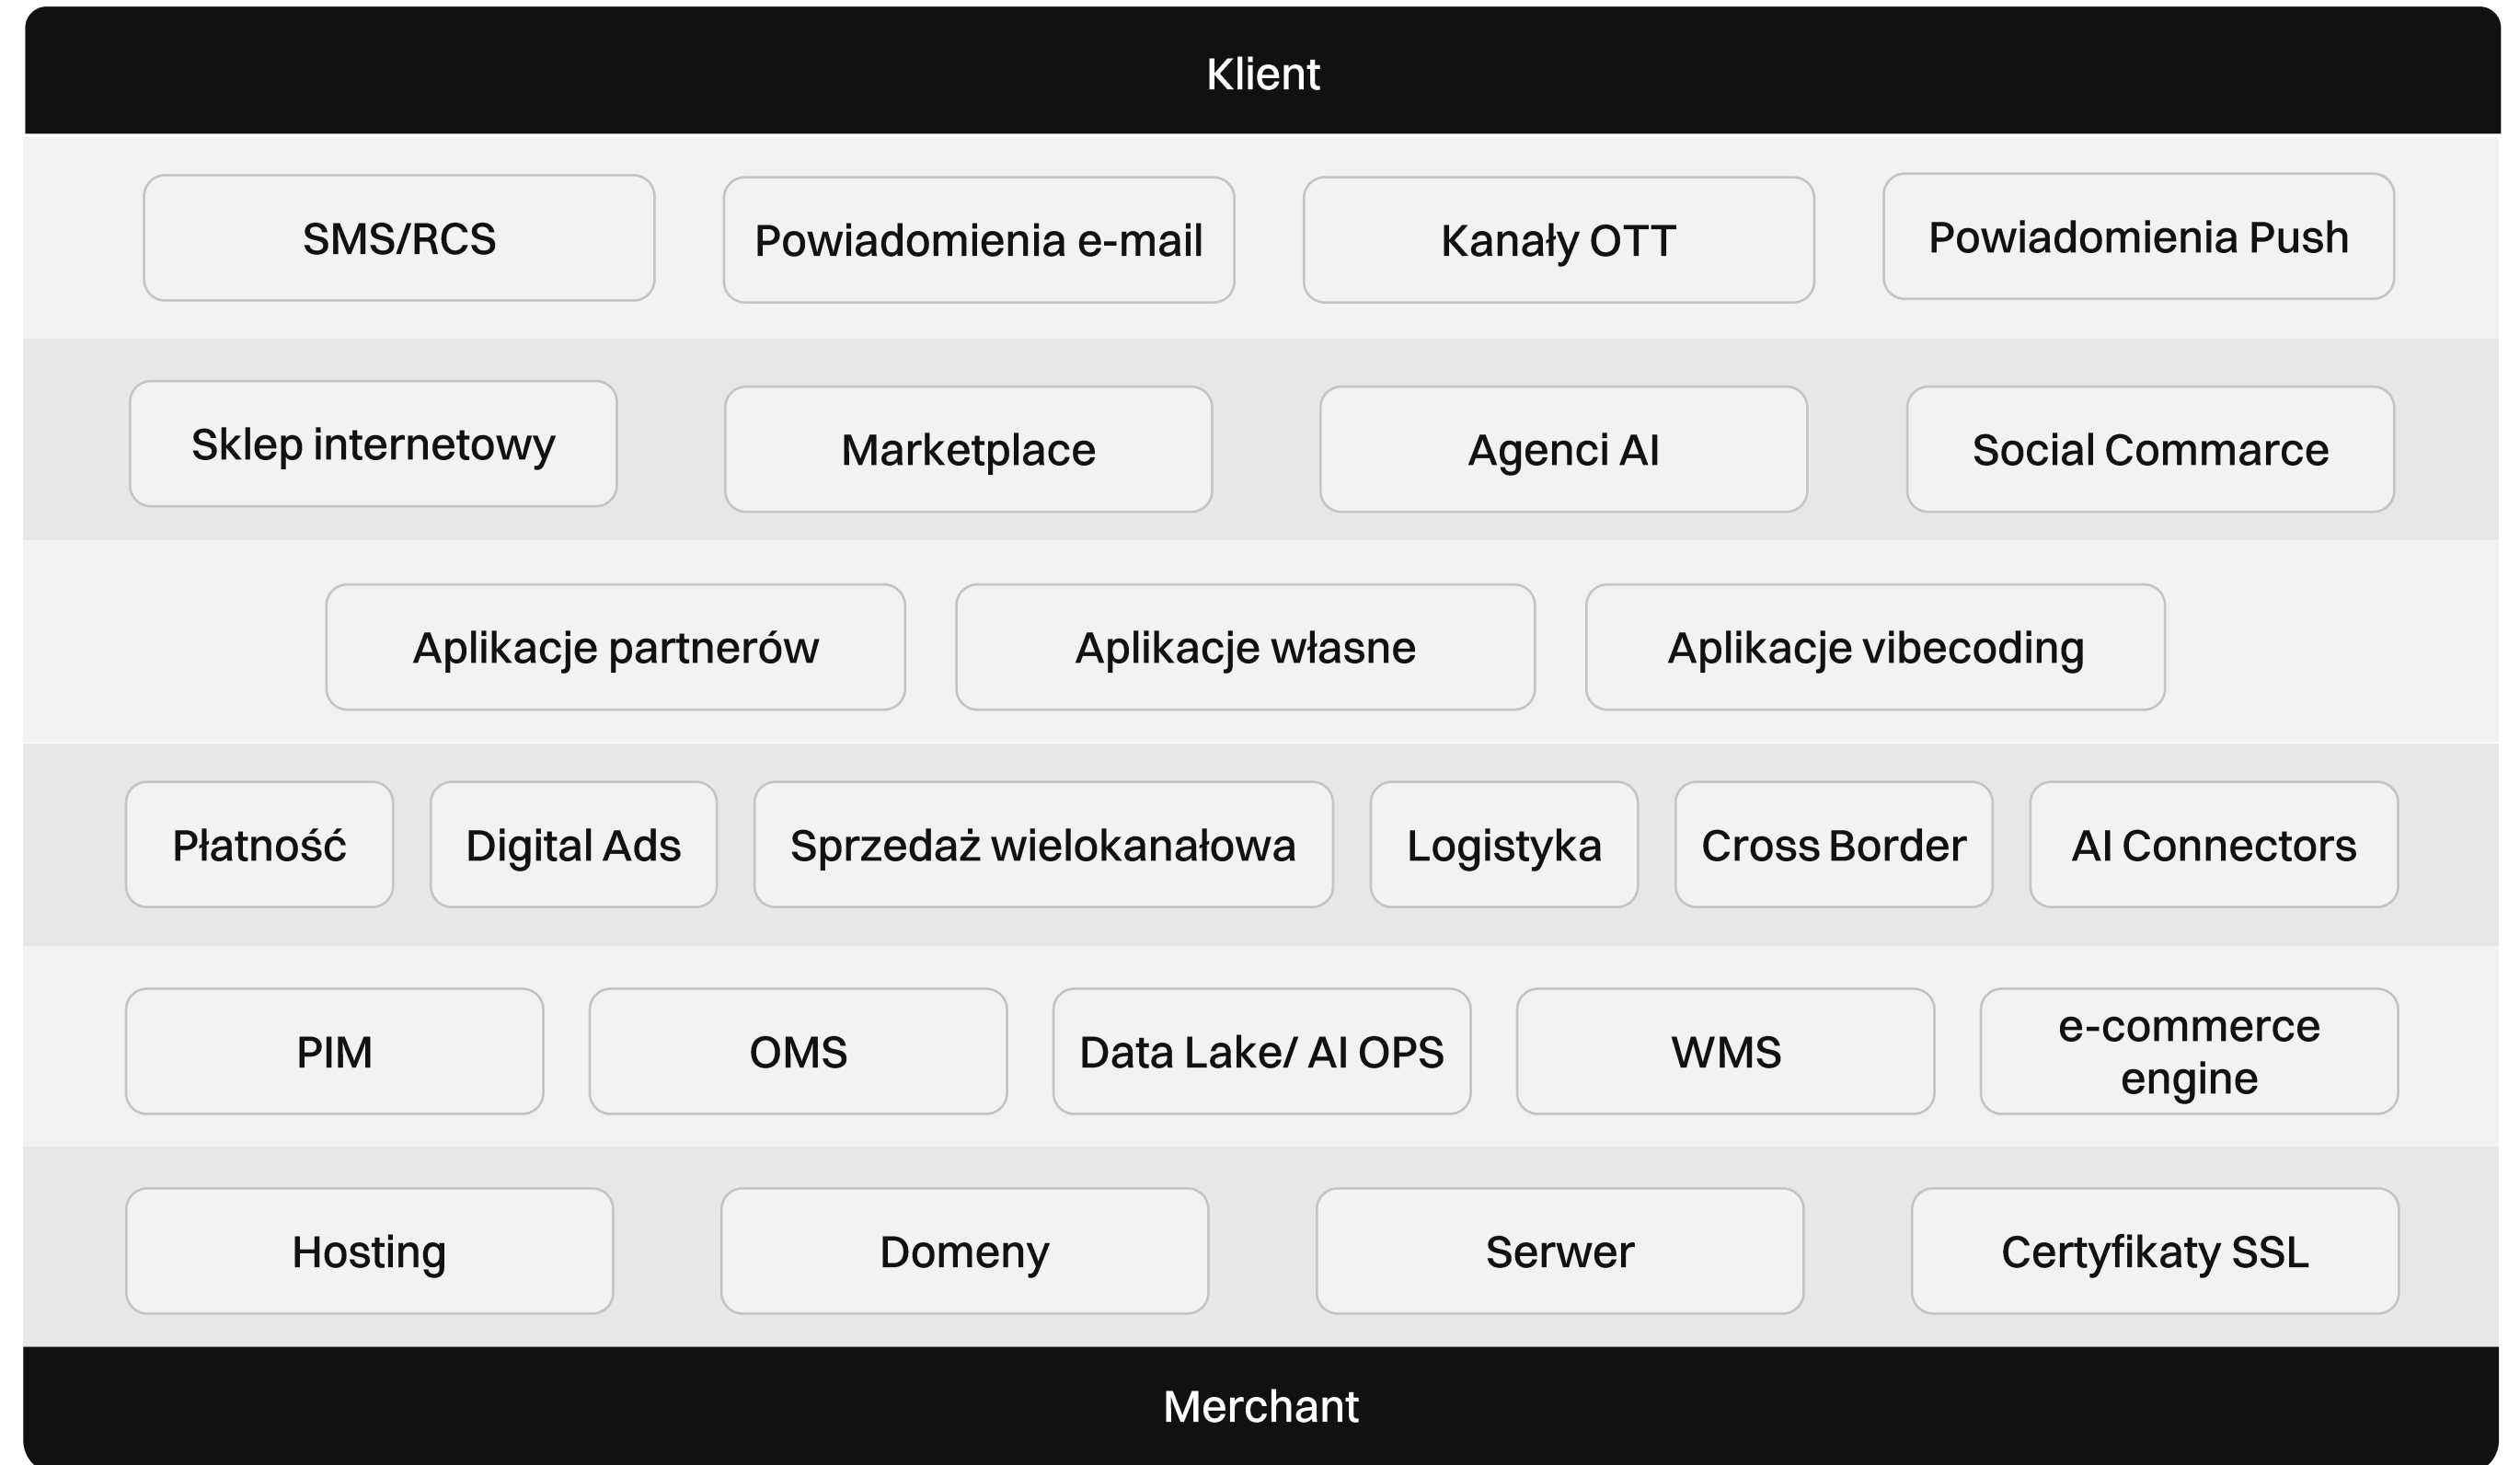 Klient
SMS/RCS
Powiadomienia e-mail
Kanały OTT
Powiadomienia Push
Sklep internetowy
Marketplace
Agenci AI
Social Commarce
Aplikacje partnerów
Aplikacje własne
Aplikacje vibecoding
Płatność
Digital Ads
Sprzedaż wielokanałowa
Logistyka
Cross Border
AI Connectors
PIM
OMS
Data Lake/ AI OPS
WMS
e-commerce
engine
Hosting
Domeny
Serwer
Certyfikaty SSL
Merchant